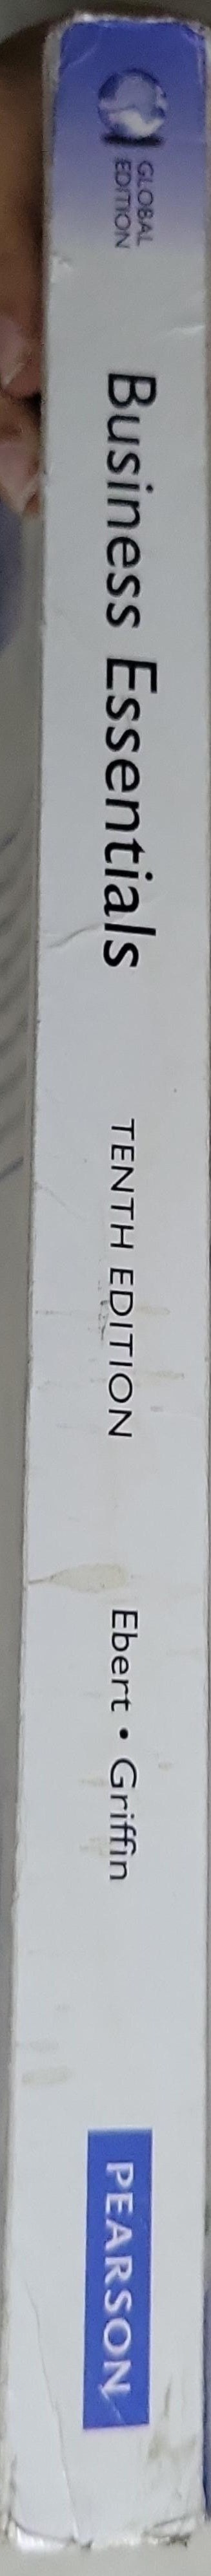 GLOBAL
EDITION
Business Essentials
TENTH EDITION
Ebert • Griffin
PEARSON